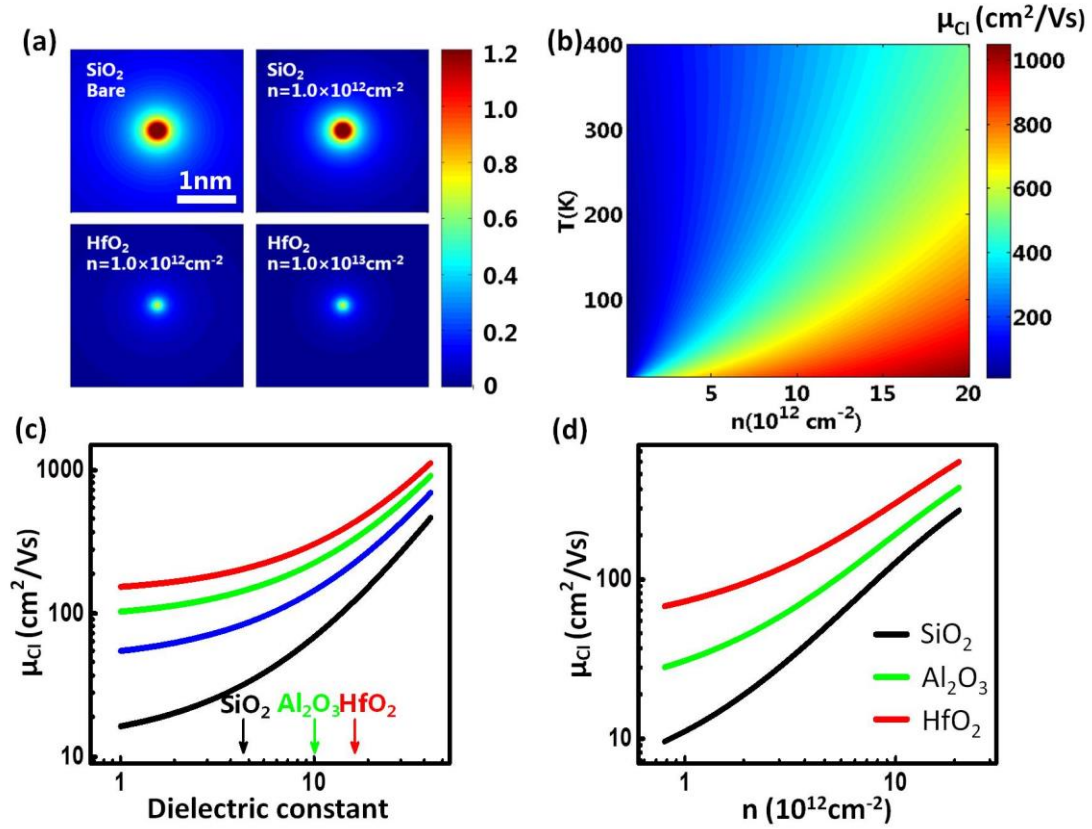 (a)
SiO₂
Bare
1nm
SiO₂
n=1.0×10¹²cm⁻²
HfO₂
n=1.0×10¹²cm⁻²
HfO₂
n=1.0×10¹³cm⁻²
1.2
1.0
0.8
0.6
0.4
0.2
0
(b)
μCI (cm²/Vs)
400
300
200
100
T(K)
5
10
15
20
n(10¹² cm⁻²)
1000
800
600
400
200
(c)
1000
100
10
μCI (cm²/Vs)
SiO₂
Al₂O₃
HfO₂
1
10
Dielectric constant
(d)
100
10
μCI (cm²/Vs)
SiO₂
Al₂O₃
HfO₂
1
10
n (10¹²cm⁻²)